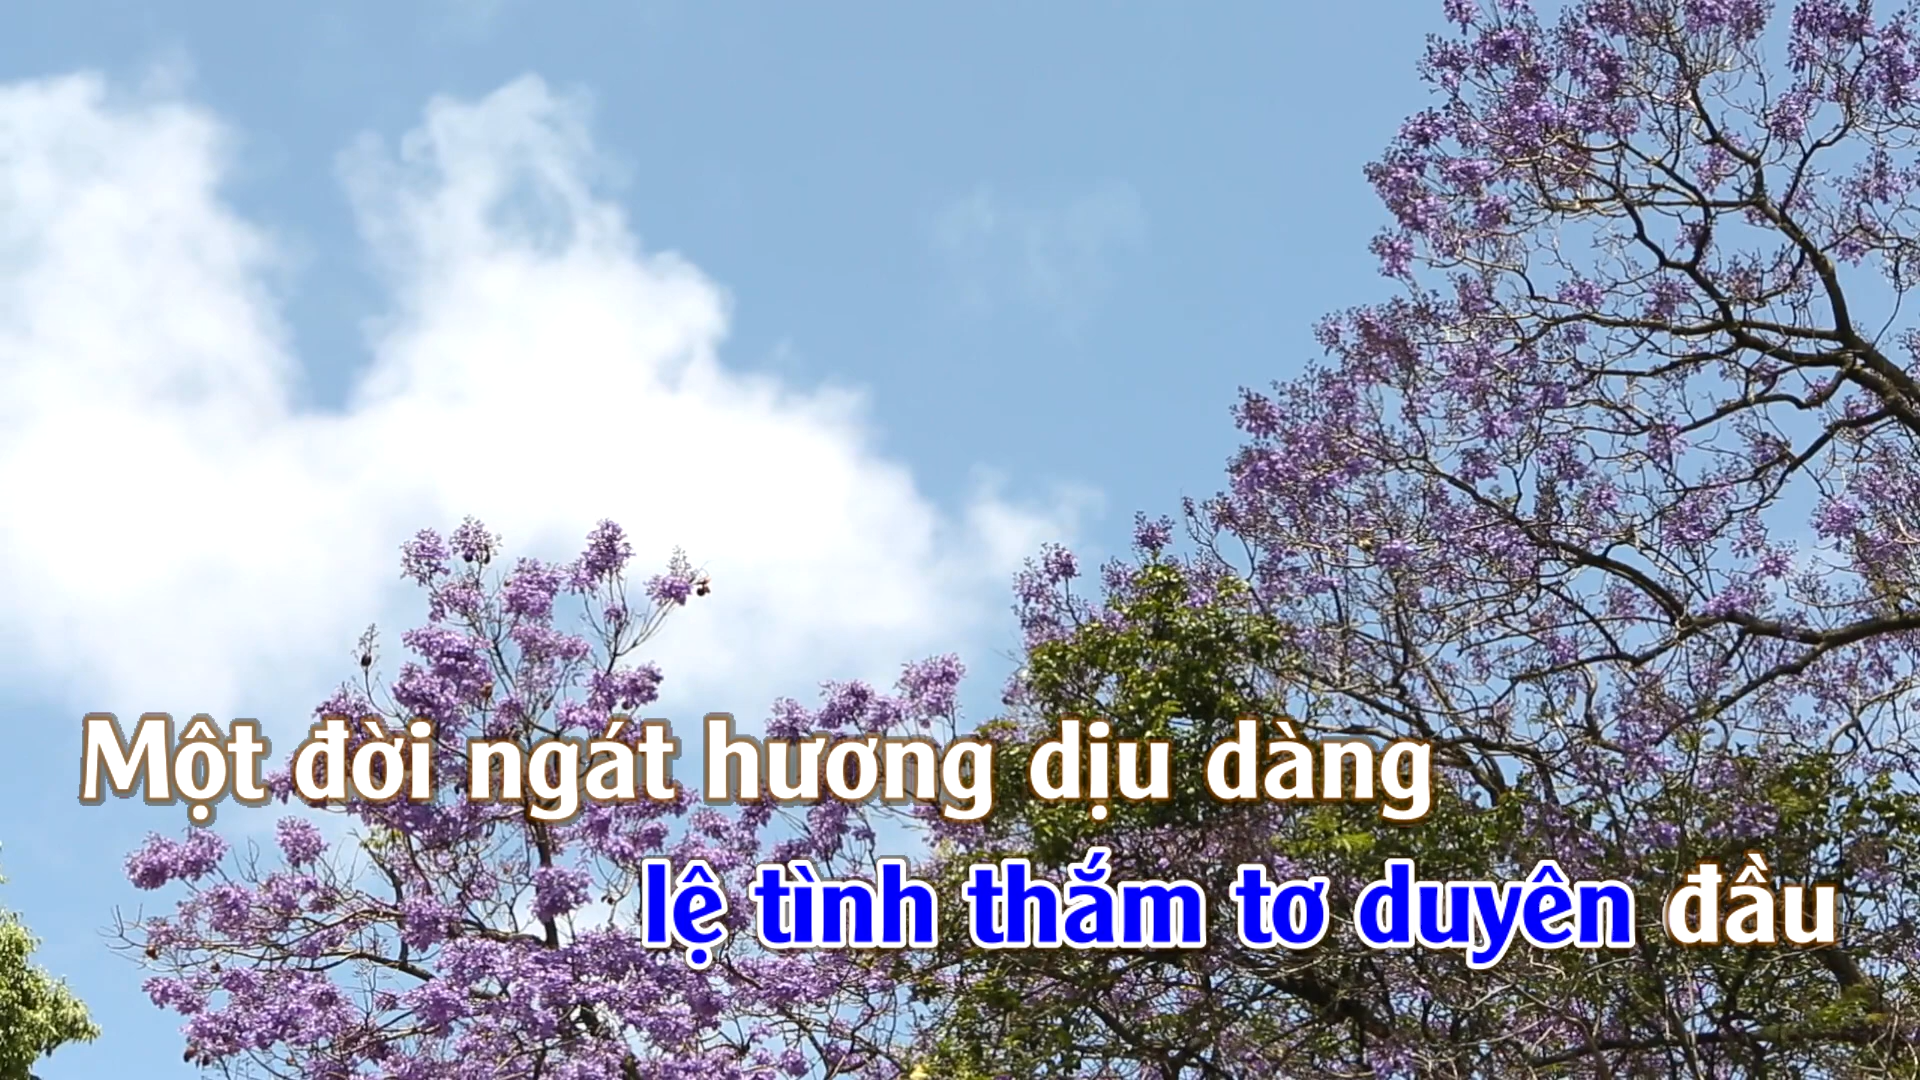 Một đời ngát hương dịu dàng
lệ tình thắm tơ duyên đầu